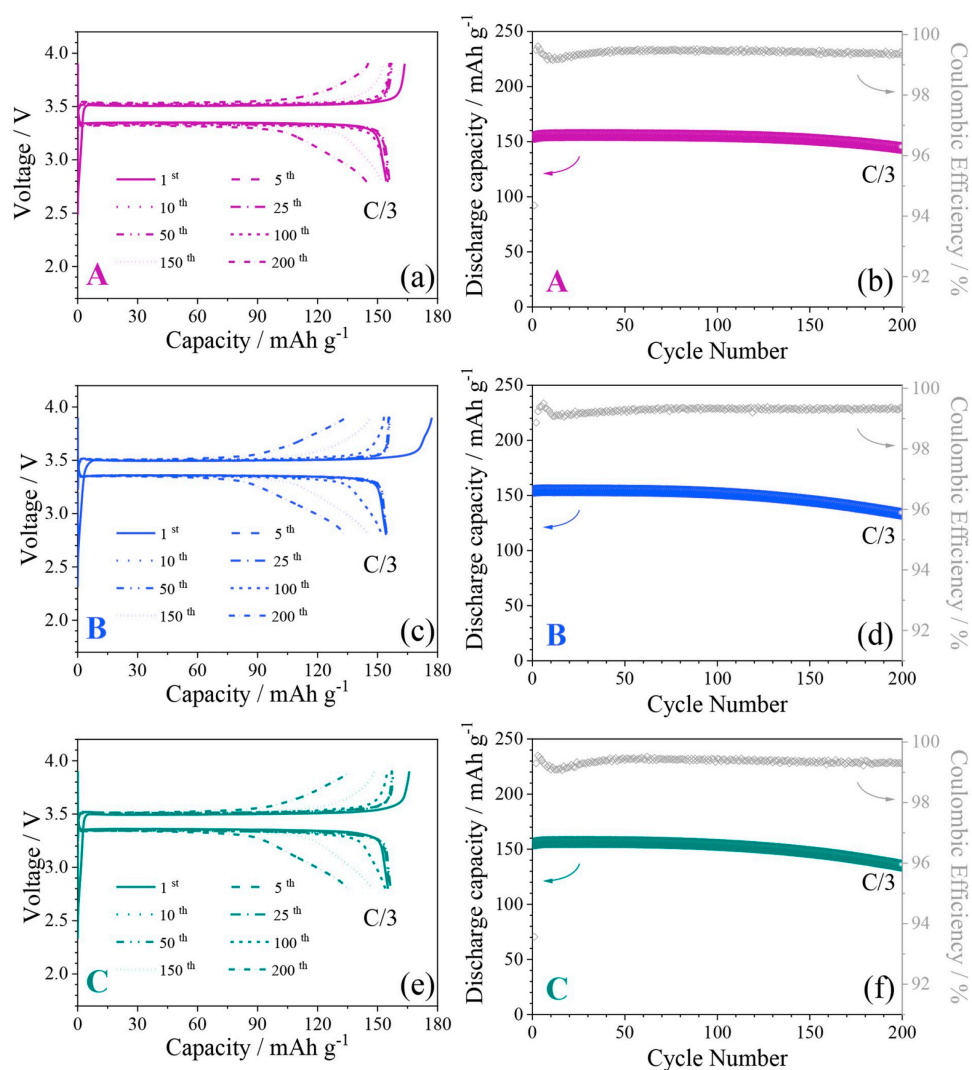 4.0
3.5
3.0
2.5
2.0
Voltage / V
1 st 5 th
10 th 25 th
50 th 100 th
150 th 200 th
C/3
A
(a)
0 30 60 90 120 150 180
Capacity / mAh g-1
250
200
150
100
50
0
Discharge capacity / mAh g-1
100
98
96
94
92
Coulombic Efficiency / %
C/3
A
(b)
0 50 100 150 200
Cycle Number
4.0
3.5
3.0
2.5
2.0
Voltage / V
1 st 5 th
10 th 25 th
50 th 100 th
150 th 200 th
C/3
B
(c)
0 30 60 90 120 150 180
Capacity / mAh g-1
250
200
150
100
50
0
Discharge capacity / mAh g-1
100
98
96
94
92
Coulombic Efficiency / %
C/3
B
(d)
0 50 100 150 200
Cycle Number
4.0
3.5
3.0
2.5
2.0
Voltage / V
1 st 5 th
10 th 25 th
50 th 100 th
150 th 200 th
C/3
C
(e)
0 30 60 90 120 150 180
Capacity / mAh g-1
250
200
150
100
50
0
Discharge capacity / mAh g-1
100
98
96
94
92
Coulombic Efficiency / %
C/3
C
(f)
0 50 100 150 200
Cycle Number